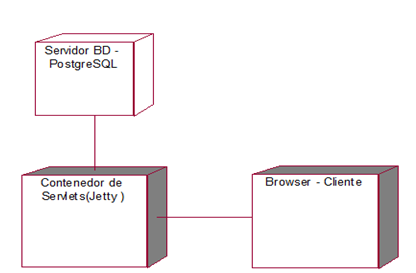 Servidor BD -
PostgreSQL
Contenedor de
Servlets(Jetty )
Browser - Cliente